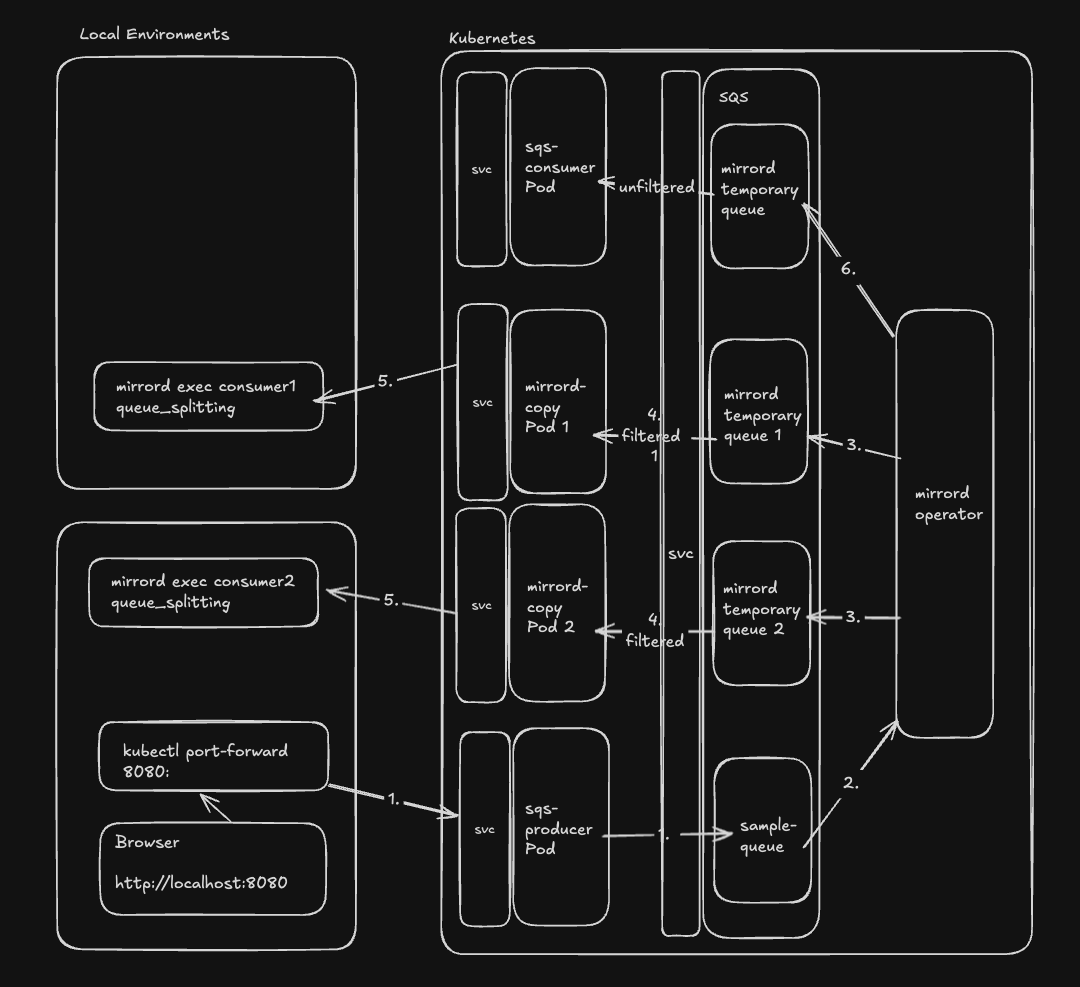 Local Environments
Kubernetes
svc
sqs-
consumer
Pod
unfiltered
SQS
mirrord
temporary
queue
6.
mirrord exec consumer1
queue_splitting
5.
svc
mirrord-
copy
Pod 1
4.
filtered
1
mirrord
temporary
queue 1
3.
mirrord
operator
svc
mirrord exec consumer2
queue_splitting
5.
svc
mirrord-
copy
Pod 2
4.
filtered
mirrord
temporary
queue 2
3.
kubectl port-forward
8080:
1.
Browser
http://localhost:8080
svc
sqs-
producer
Pod
sample-
queue
2.